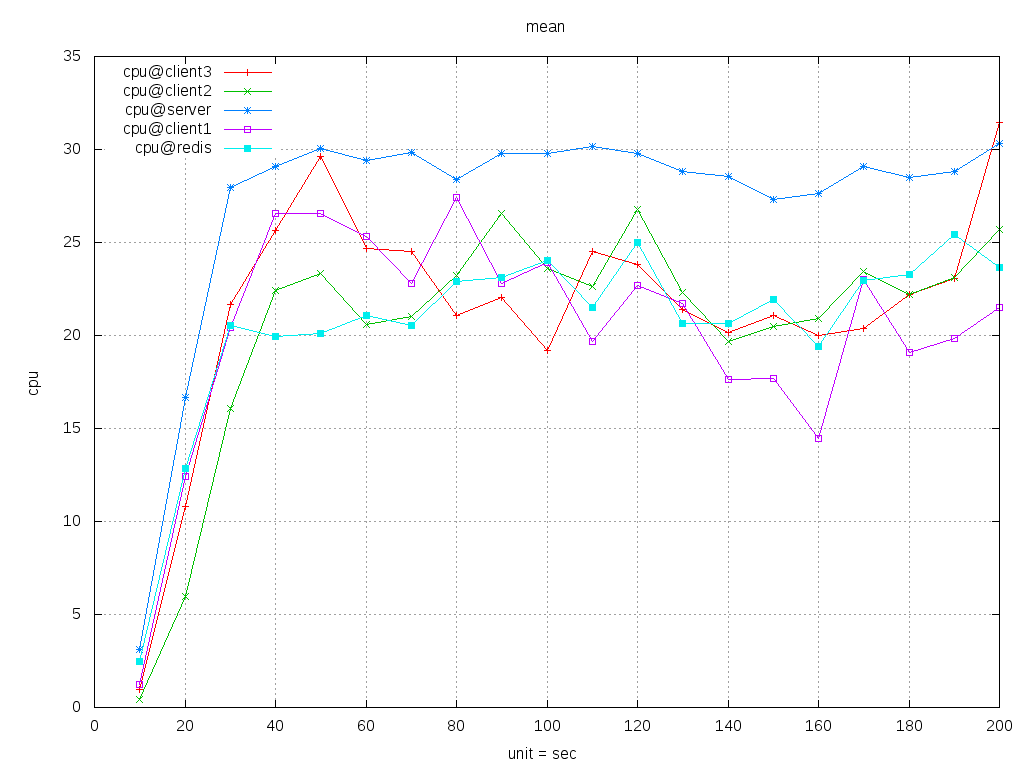 mean
35
30
25
20
15
10
5
0
cpu
cpu@client3
cpu@client2
cpu@server
cpu@client1
cpu@redis
0 20 40 60 80 100 120 140 160 180 200
unit = sec